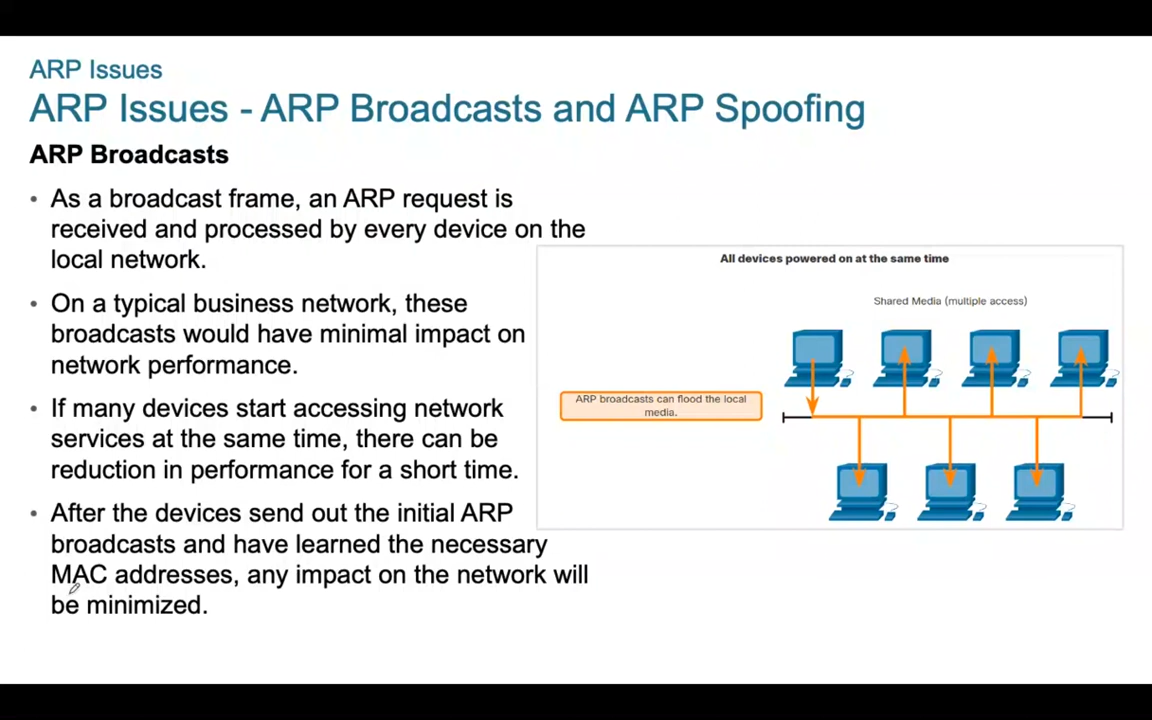 ARP Issues
ARP Issues - ARP Broadcasts and ARP Spoofing
ARP Broadcasts
• As a broadcast frame, an ARP request is
received and processed by every device on the
local network.
• On a typical business network, these
broadcasts would have minimal impact on
network performance.
• If many devices start accessing network
services at the same time, there can be
reduction in performance for a short time.
• After the devices send out the initial ARP
broadcasts and have learned the necessary
MAC addresses, any impact on the network will
be minimized.
All devices powered on at the same time
Shared Media (multiple access)
ARP broadcasts can flood the local
media.